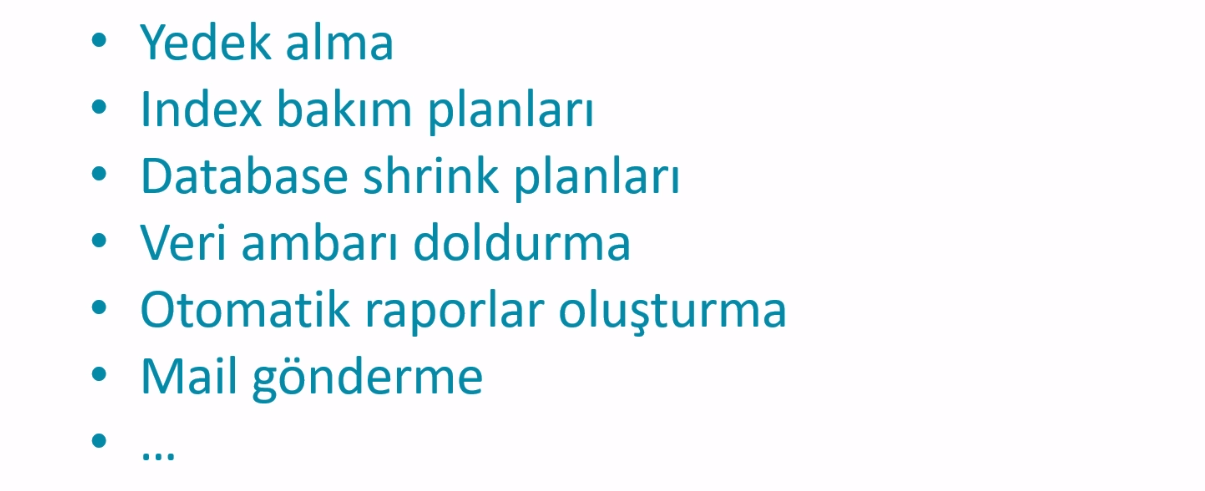 • Yedek alma
• Index bakım planları
• Database shrink planları
• Veri ambarı doldurma
• Otomatik raporlar oluşturma
• Mail gönderme
• ...